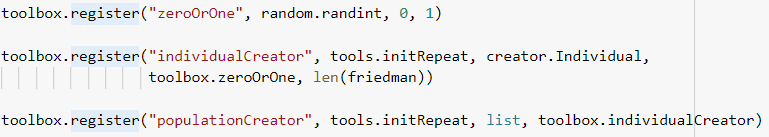 toolbox.register("zeroOrOne", random.randint, 0, 1)
toolbox.register("individualCreator", tools.initRepeat, creator.Individual,
toolbox.zeroOrOne, len(friedman))
toolbox.register("populationCreator", tools.initRepeat, list, toolbox.individualCreator)